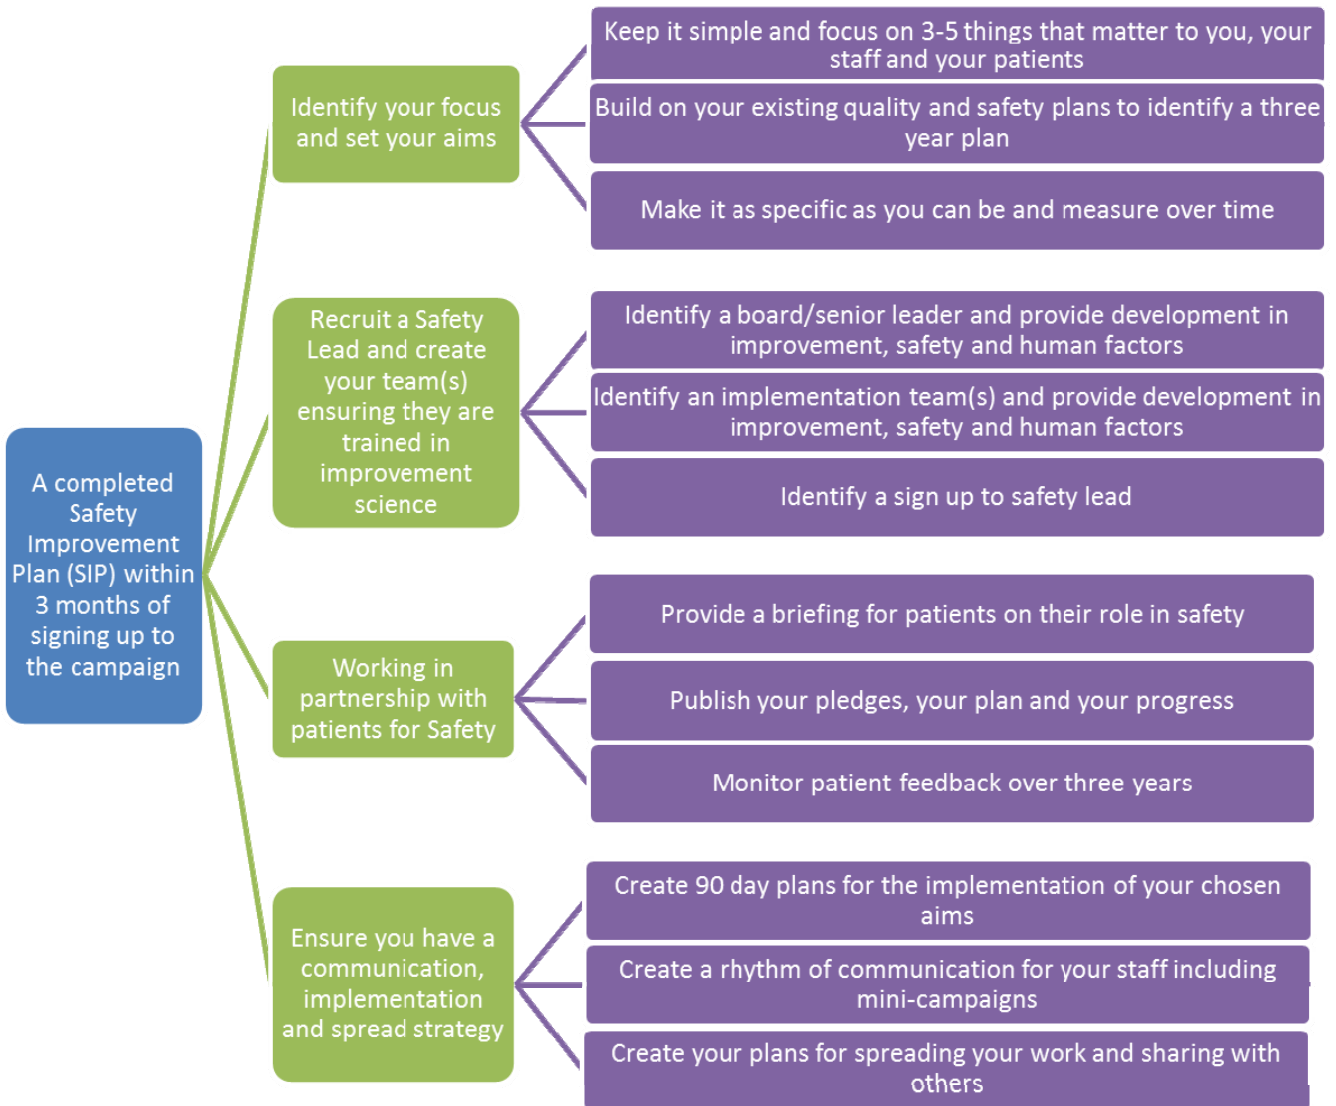 A completed
Safety
Improvement
Plan (SIP) within
3 months of
signing up to
the campaign
Identify your focus
and set your aims
Keep it simple and focus on 3-5 things that matter to you, your
staff and your patients
Build on your existing quality and safety plans to identify a three
year plan
Make it as specific as you can be and measure over time
Recruit a Safety
Lead and create
your team(s)
ensuring they are
trained in
improvement
science
Identify a board/senior leader and provide development in
improvement, safety and human factors
Identify an implementation team(s) and provide development in
improvement, safety and human factors
Identify a sign up to safety lead
Working in
partnership with
patients for Safety
Provide a briefing for patients on their role in safety
Publish your pledges, your plan and your progress
Monitor patient feedback over three years
Ensure you have a
communication,
implementation
and spread strategy
Create 90 day plans for the implementation of your chosen
aims
Create a rhythm of communication for your staff including
mini-campaigns
Create your plans for spreading your work and sharing with
others